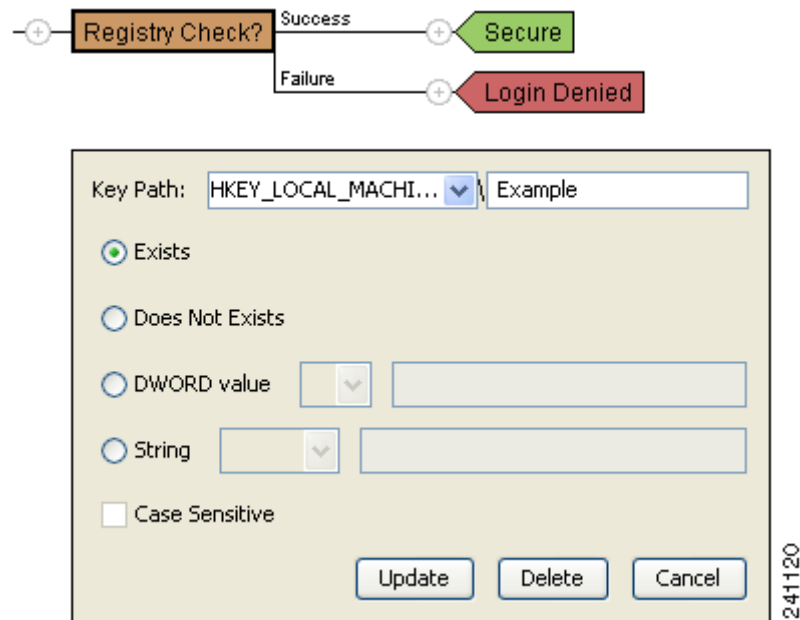 Success
Registry Check?
Secure
Failure
Login Denied
Key Path: HKEY_LOCAL_MACHI... \ Example
Exists
Does Not Exists
DWORD value
String
Case Sensitive
Update Delete Cancel
241120